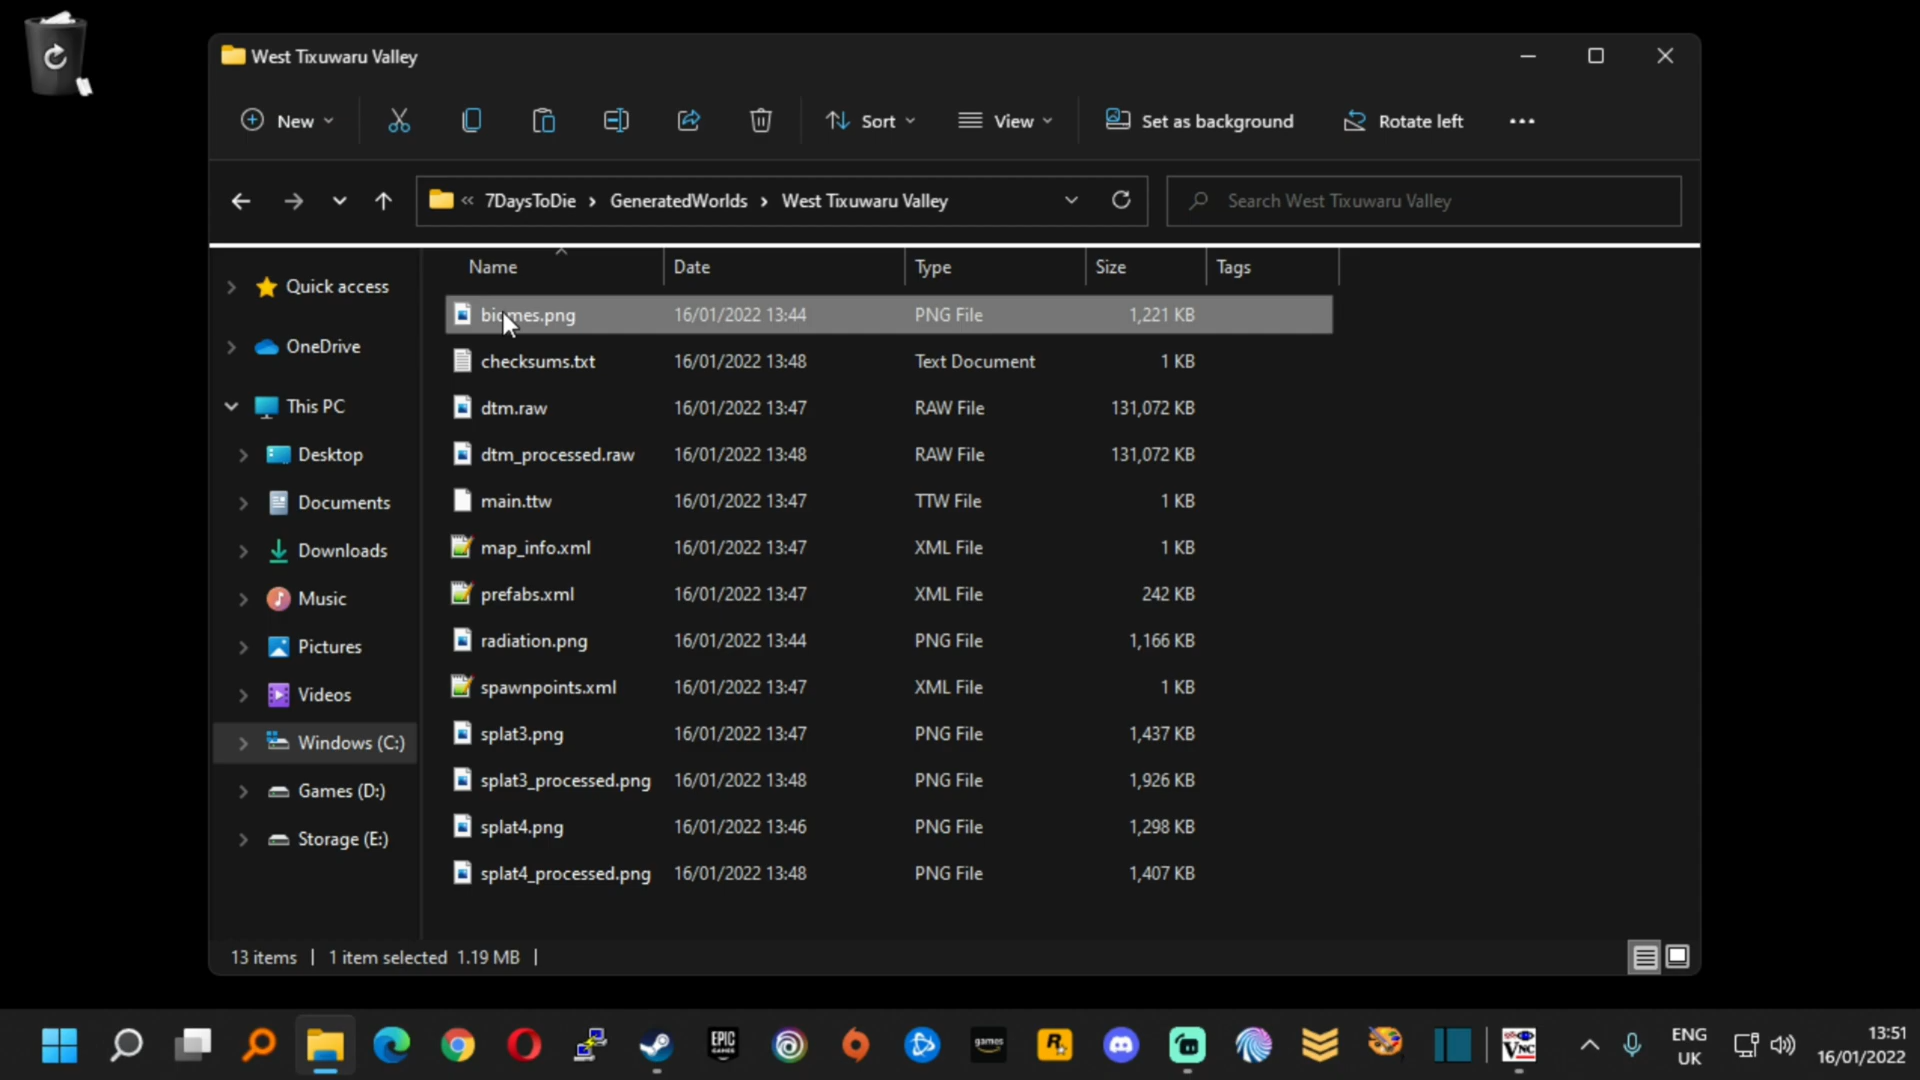 West Tixuwaru Valley
New
Sort
View
Set as background
Rotate left
« 7DaysToDie › GeneratedWorlds › West Tixuwaru Valley
Search West Tixuwaru Valley
Name Date Type Size Tags
Quick access
OneDrive
This PC
Desktop
Documents
Downloads
Music
Pictures
Videos
Windows (C:)
Games (D:)
Storage (E:)
biomes.png 16/01/2022 13:44 PNG File 1,221 KB
checksums.txt 16/01/2022 13:48 Text Document 1 KB
dtm.raw 16/01/2022 13:47 RAW File 131,072 KB
dtm_processed.raw 16/01/2022 13:48 RAW File 131,072 KB
main.ttw 16/01/2022 13:47 TTW File 1 KB
map_info.xml 16/01/2022 13:47 XML File 1 KB
prefabs.xml 16/01/2022 13:47 XML File 242 KB
radiation.png 16/01/2022 13:44 PNG File 1,166 KB
spawnpoints.xml 16/01/2022 13:47 XML File 1 KB
splat3.png 16/01/2022 13:47 PNG File 1,437 KB
splat3_processed.png 16/01/2022 13:48 PNG File 1,926 KB
splat4.png 16/01/2022 13:46 PNG File 1,298 KB
splat4_processed.png 16/01/2022 13:48 PNG File 1,407 KB
13 items | 1 item selected 1.19 MB |
EPIC GAMES
games
R
VNC
ENG
UK
13:51
16/01/2022